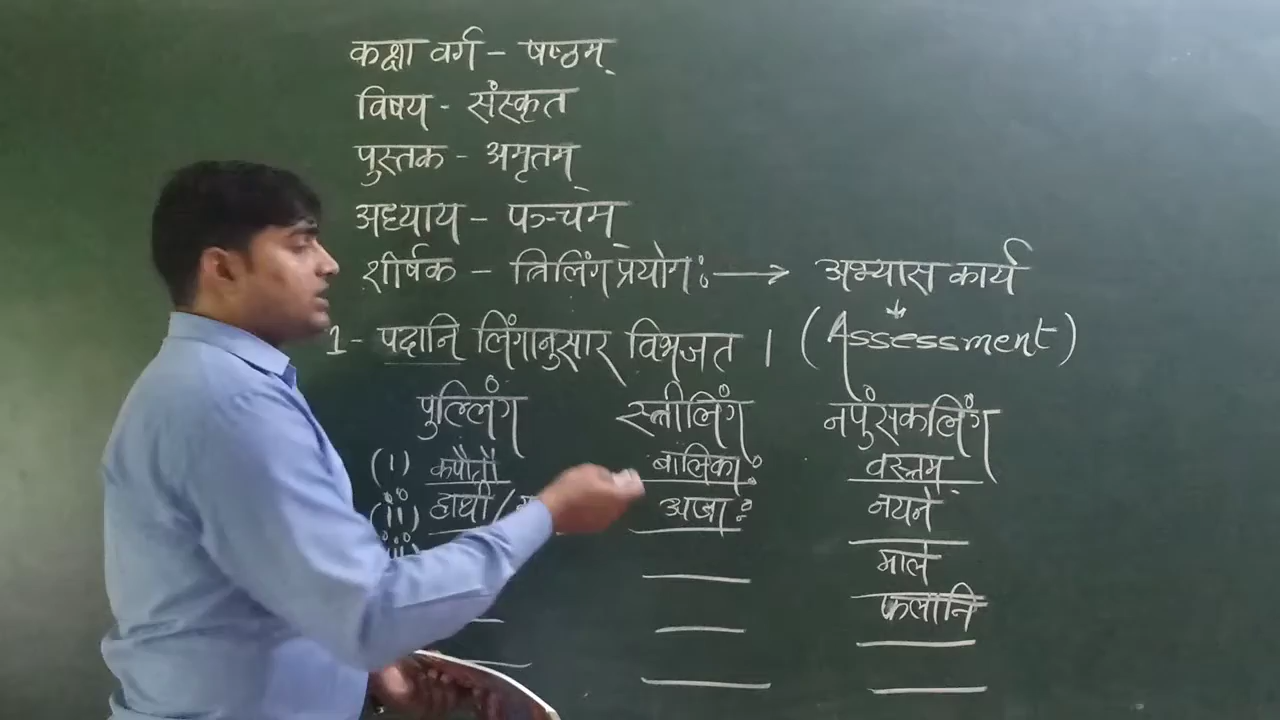 कक्षा वर्ग - षष्ठम्
विषय - संस्कृत
पुस्तक - अमृतम्
अध्याय - पञ्चम्
शीर्षक - त्रिलिंग प्रयोग: → अभ्यास कार्य
(Assessment)
1- पदानि लिंगानुसार विभजत ।
पुल्लिंग स्त्रीलिंग नपुंसकलिंग
(i) कपोतौ बालिका: वस्त्रम्
(ii) हाथी / अजा: नयने
(iii) माले
फलानि